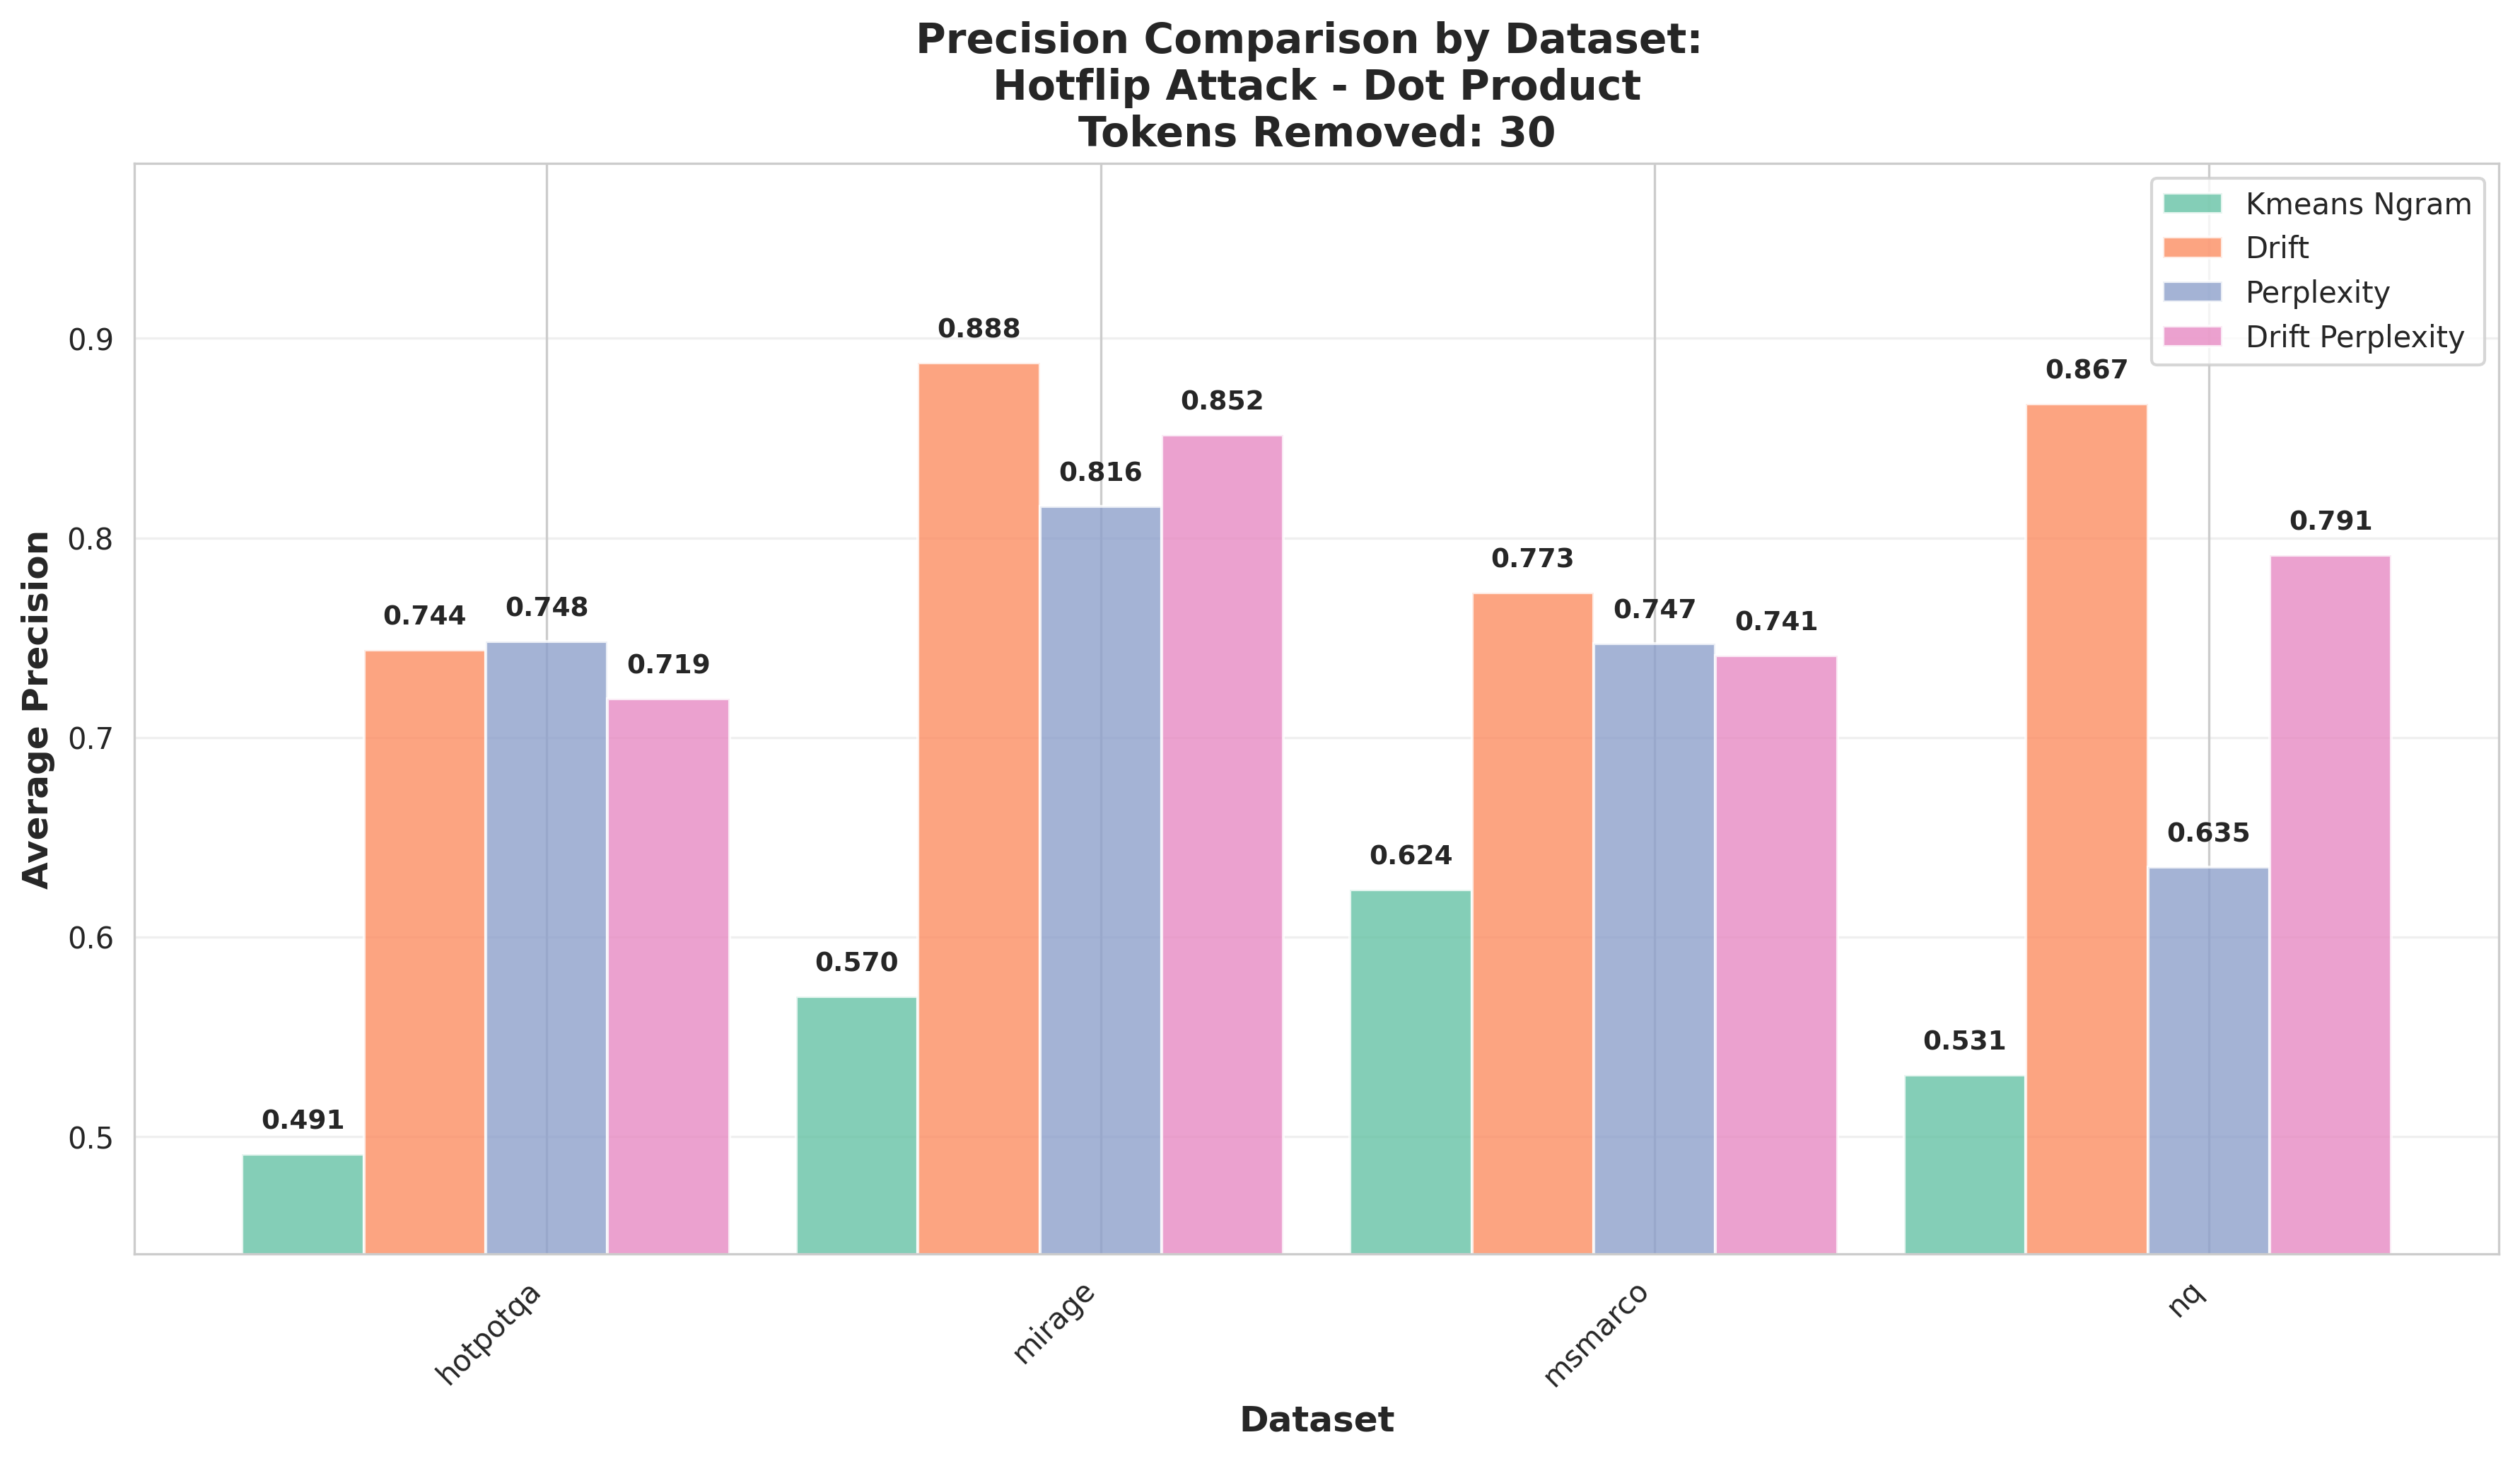 Precision Comparison by Dataset:
Hotflip Attack - Dot Product
Tokens Removed: 30
Kmeans Ngram
Drift
Perplexity
Drift Perplexity
Average Precision
0.9
0.8
0.7
0.6
0.5
0.491
0.744
0.748
0.719
0.570
0.888
0.816
0.852
0.624
0.773
0.747
0.741
0.531
0.867
0.635
0.791
hotpotqa
mirage
msmarco
nq
Dataset